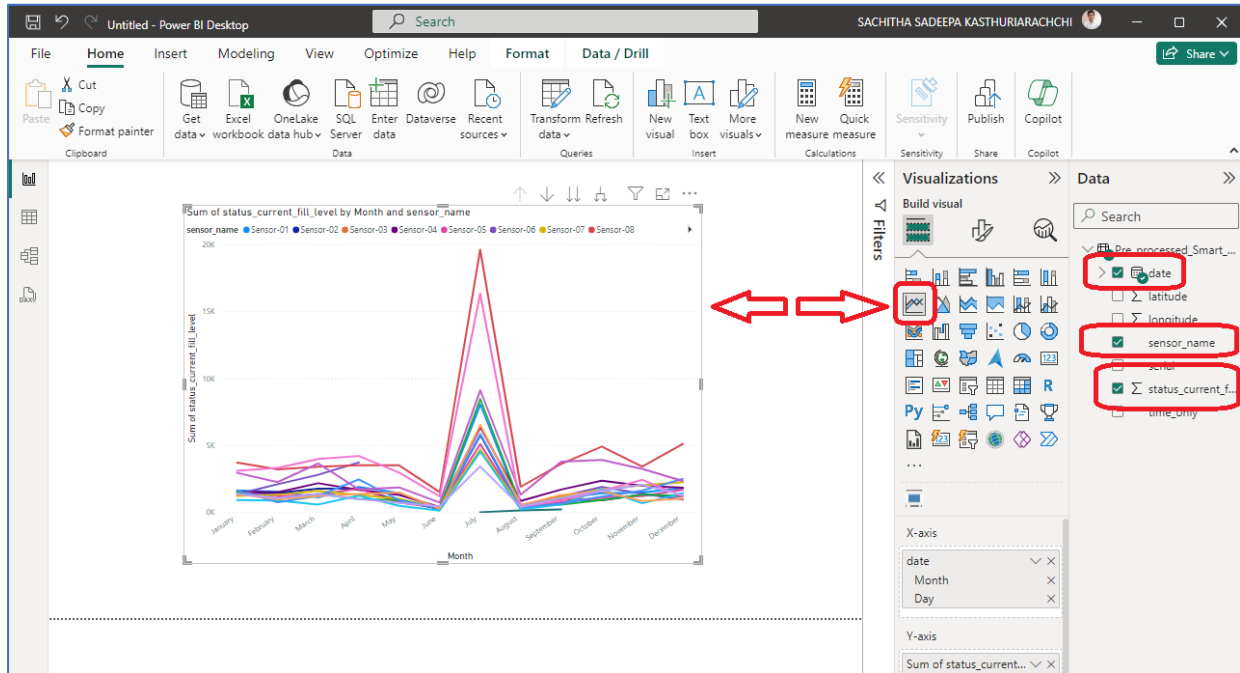 Untitled - Power BI Desktop
Search
SACHITHA SADEEPA KASTHURIARACHCHI
File Home Insert Modeling View Optimize Help Format Data / Drill
Share
Paste
Cut
Copy
Format painter
Clipboard
Get data
Excel workbook
OneLake data hub
SQL Server
Enter data
Dataverse
Recent sources
Data
Transform data
Refresh
Queries
New visual
Text box
More visuals
Insert
New measure
Quick measure
Calculations
Sensitivity
Sensitivity
Publish
Share
Copilot
Copilot
Sum of status_current_fill_level by Month and sensor_name
sensor_name Sensor-01 Sensor-02 Sensor-03 Sensor-04 Sensor-05 Sensor-06 Sensor-07 Sensor-08
20K
15K
10K
5K
0K
Sum of status_current_fill_level
January February March April May June July August September October November December
Month
Filters
Visualizations
Build visual
123
R
Py
123
...
X-axis
date
Month
Day
Y-axis
Sum of status_current...
Data
Search
Pre_processed_Smart_...
date
latitude
longitude
sensor_name
serial
status_current_f...
time_only